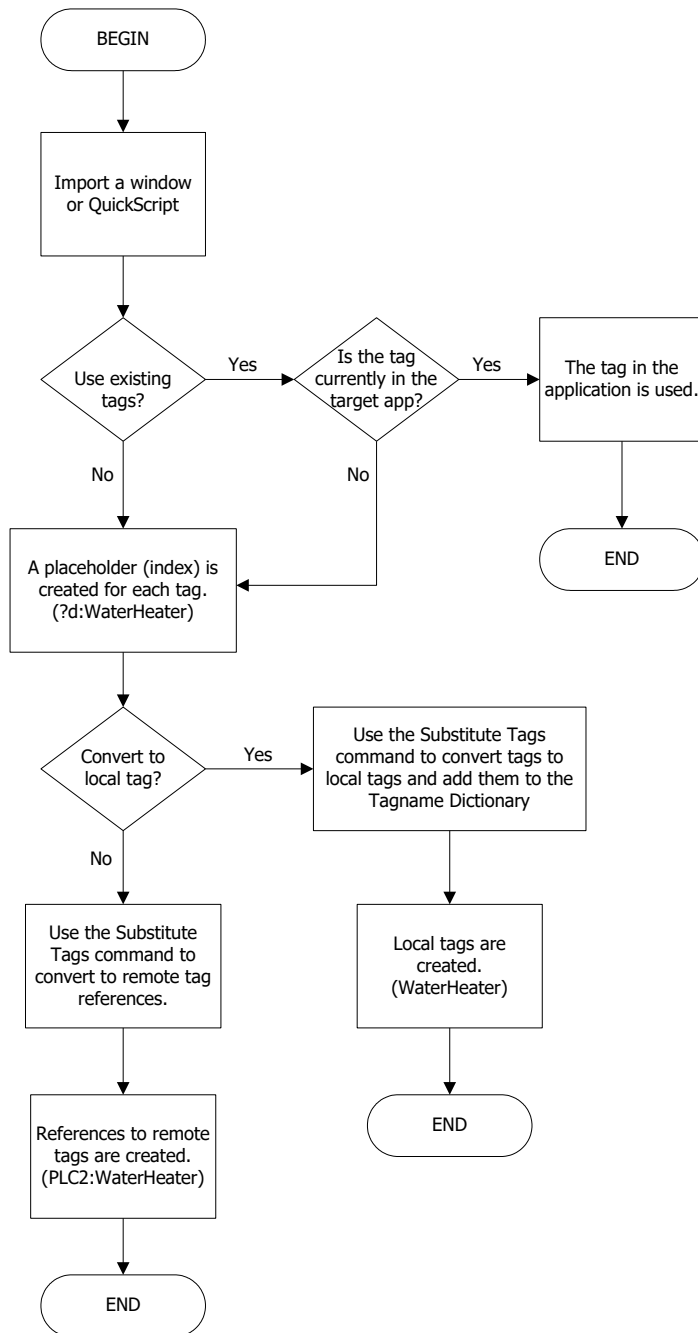 BEGIN
Import a window
or QuickScript
Use existing
tags?
Yes
Is the tag
currently in the
target app?
Yes
The tag in the
application is used.
No
No
END
A placeholder (index) is
created for each tag.
(?d:WaterHeater)
Convert to
local tag?
Yes
Use the Substitute Tags
command to convert tags to
local tags and add them to the
Tagname Dictionary
No
Use the Substitute
Tags command to
convert to remote tag
references.
Local tags are
created.
(WaterHeater)
References to remote
tags are created.
(PLC2:WaterHeater)
END
END